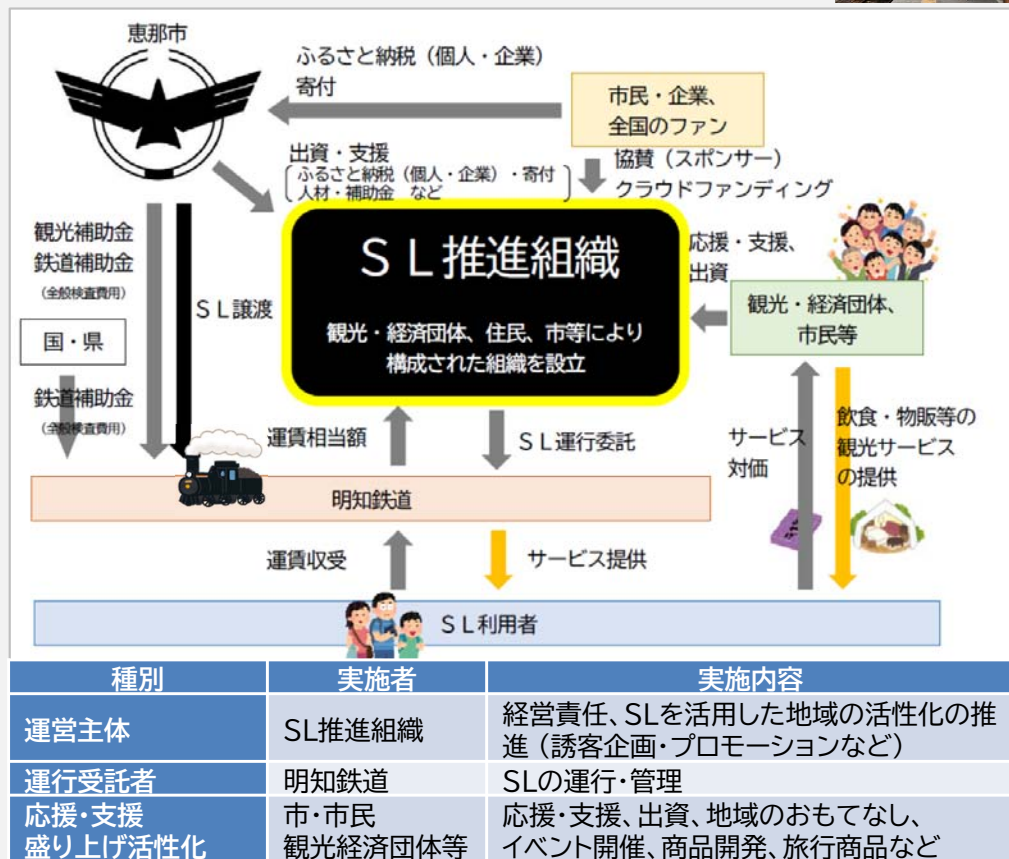 恵那市
ふるさと納税（個人・企業）
寄付
市民・企業、
全国のファン
出資・支援
ふるさと納税（個人・企業）・寄付
人材・補助金　など
協賛（スポンサー）
クラウドファンディング
観光補助金
鉄道補助金
（全般検査費用）
国・県
鉄道補助金
（全般検査費用）
ＳＬ譲渡
ＳＬ推進組織
観光・経済団体、住民、市等により
構成された組織を設立
応援・支援、
出資
観光・経済団体、
市民等
運賃相当額
ＳＬ運行委託
サービス
対価
飲食・物販等の
観光サービス
の提供
明知鉄道
運賃収受
サービス提供
ＳＬ利用者
種別　実施者　実施内容
運営主体　SL推進組織　経営責任、SLを活用した地域の活性化の推
進（誘客企画・プロモーションなど）
運行受託者　明知鉄道　SLの運行・管理
応援・支援　市・市民　応援・支援、出資、地域のおもてなし、
盛り上げ活性化　観光経済団体等　イベント開催、商品開発、旅行商品など